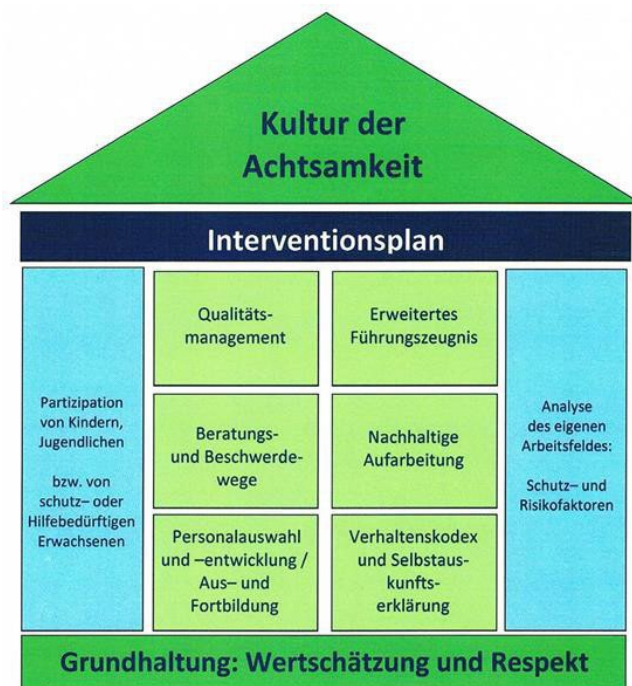 Kultur der
Achtsamkeit
Interventionsplan
Partizipation
von Kindern,
Jugendlichen
bzw. von
schutz– oder
Hilfebedürftigen
Erwachsenen
Qualitäts-
management
Erweitertes
Führungszeugnis
Beratungs-
und Beschwerde-
wege
Nachhaltige
Aufarbeitung
Personalauswahl
und –entwicklung /
Aus– und
Fortbildung
Verhaltenskodex
und Selbstaus-
kunfts-
erklärung
Analyse
des eigenen
Arbeitsfeldes:
Schutz– und
Risikofaktoren
Grundhaltung: Wertschätzung und Respekt